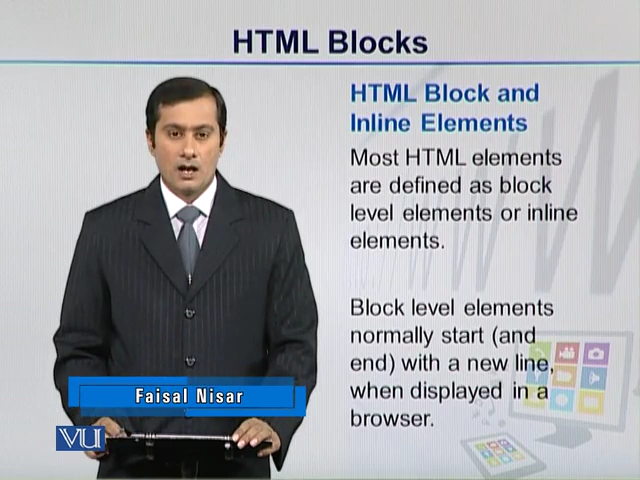 HTML Blocks
HTML Block and
Inline Elements
Most HTML elements
are defined as block
level elements or inline
elements.
Block level elements
normally start (and
end) with a new line,
when displayed in a
browser.
Faisal Nisar
VU